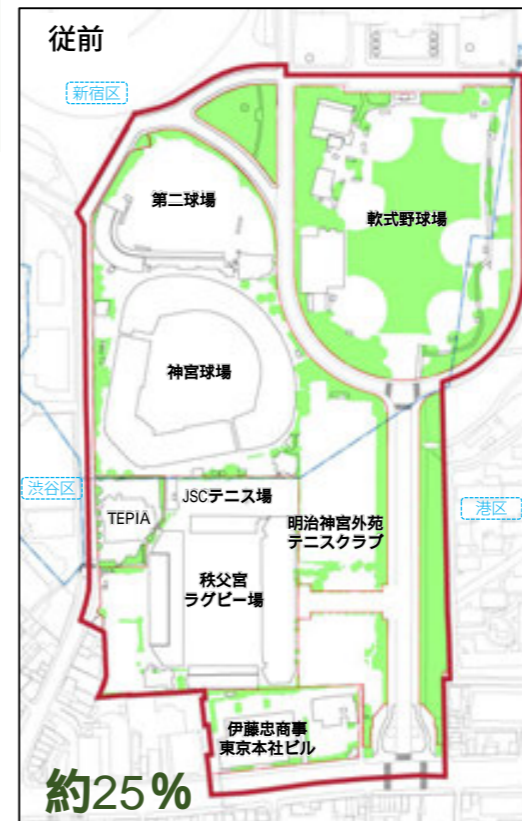 従前
新宿区
第二球場
軟式野球場
神宮球場
渋谷区
JSCテニス場
TEPIA
明治神宮外苑
テニスクラブ
港区
秩父宮
ラグビー場
伊藤忠商事
東京本社ビル
約25%